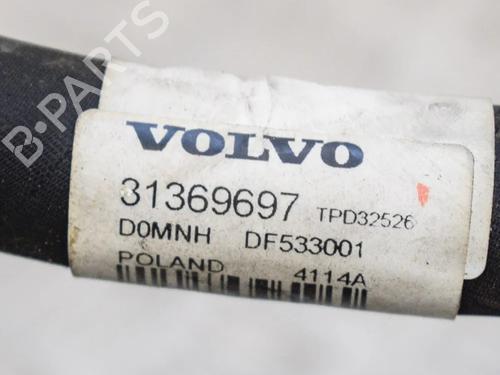 B·PARTS
VOLVO
31369697 TPD32526
D0MNH DF533001
POLAND 4114A